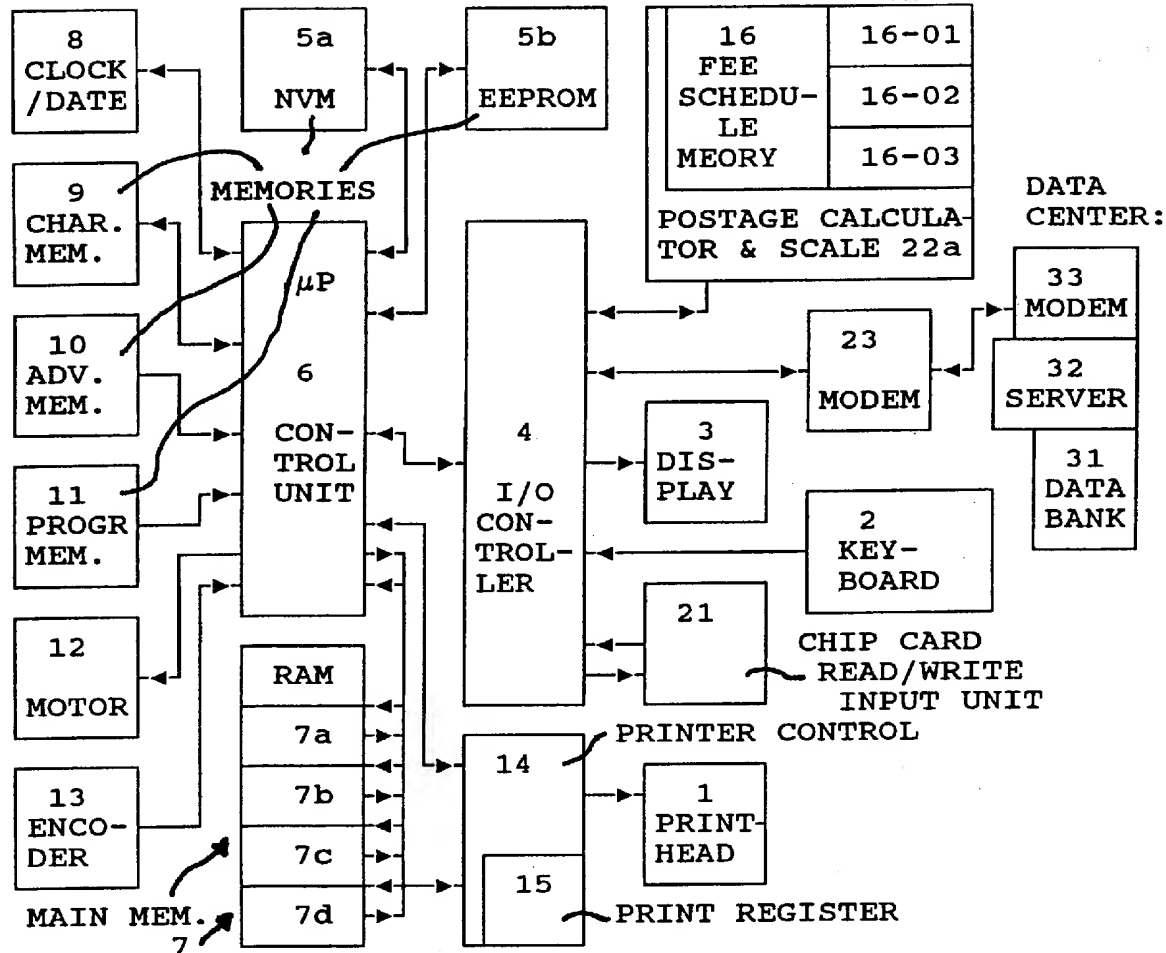 8
CLOCK
/DATE
5a
NVM
5b
EEPROM
16
FEE
SCHEDU-
LE
MEORY
16-01
16-02
16-03
POSTAGE CALCULA-
TOR & SCALE 22a
DATA
CENTER:
33
MODEM
32
SERVER
31
DATA
BANK
9
CHAR.
MEM.
MEMORIES
10
ADV.
MEM.
11
PROGR
MEM.
12
MOTOR
13
ENCO-
DER
µP
6
CON-
TROL
UNIT
4
I/O
CON-
TROL-
LER
23
MODEM
3
DIS-
PLAY
2
KEY-
BOARD
21
CHIP CARD
READ/WRITE
INPUT UNIT
RAM
7a
7b
7c
7d
MAIN MEM.
7
14
PRINTER CONTROL
15
PRINT REGISTER
1
PRINT-
HEAD